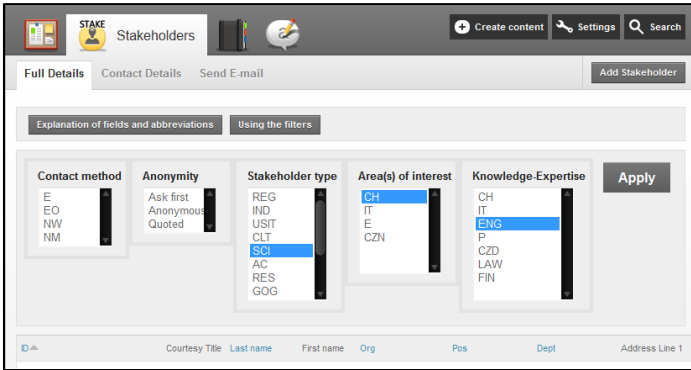 STAKE
Stakeholders
Create content
Settings
Search
Full Details
Contact Details
Send E-mail
Add Stakeholder
Explanation of fields and abbreviations
Using the filters
Contact method
E
EO
NW
NM
Anonymity
Ask first
Anonymous
Quoted
Stakeholder type
REG
IND
USIT
CLT
SCI
AC
RES
GOG
Area(s) of interest
CH
IT
E
CZN
Knowledge-Expertise
CH
IT
ENG
P
CZD
LAW
FIN
Apply
ID Courtesy Title Last name First name Org Pos Dept Address Line 1